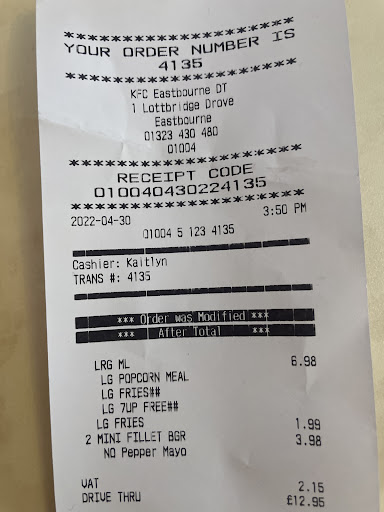 ********************
YOUR ORDER NUMBER IS
4135
********************
KFC Eastbourne DT
1 Lottbridge Drove
Eastbourne
01323 430 480
01004
********************
RECEIPT CODE
010040430224135
********************
2022-04-30 3:50 PM
01004 5 123 4135
Cashier: Kaitlyn
TRANS #: 4135
*** Order was Modified ***
*** After Total ***
LRG ML 6.98
LG POPCORN MEAL
LG FRIES##
LG 7UP FREE##
LG FRIES 1.99
2 MINI FILLET BGR 3.98
NO Pepper Mayo
VAT 2.15
DRIVE THRU £12.95